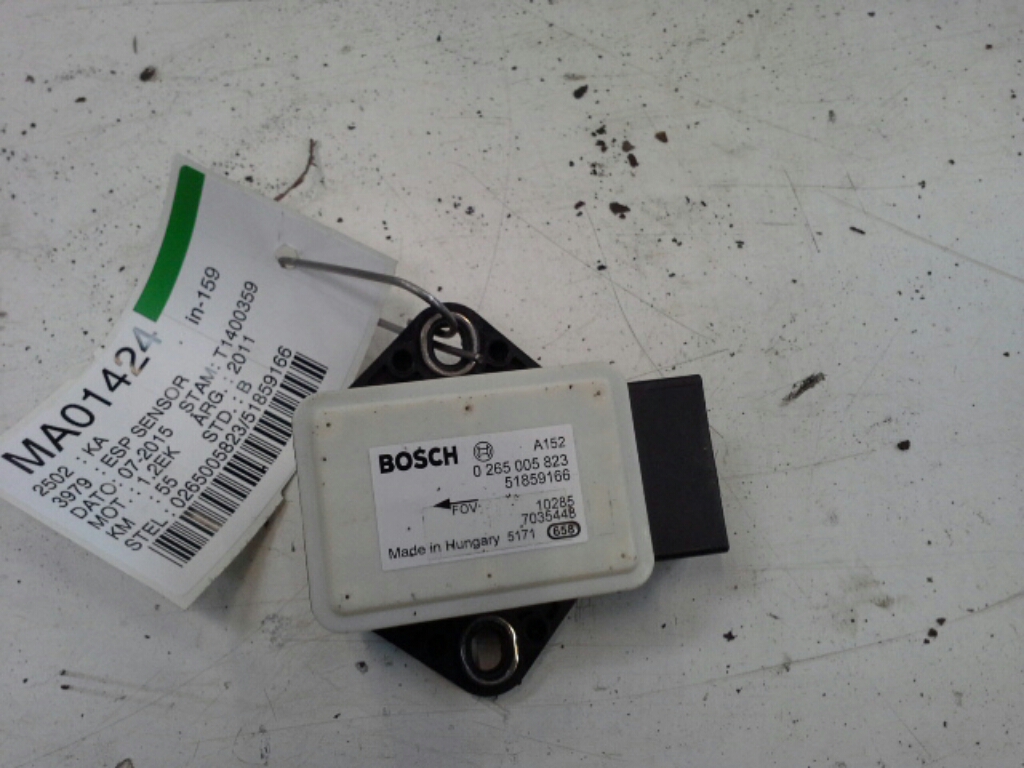 MA01424
in-159
2502 : KA
3979 : ESP SENSOR
DATO: 07-2015 STAM: T1400359
MOT : 1.2EK ARG : 2011
KM : 55 STD : B
STEL : 0265005823/51859166
BOSCH A152
0 265 005 823
51859166
FOV 10285
7035448
Made in Hungary 5171 658